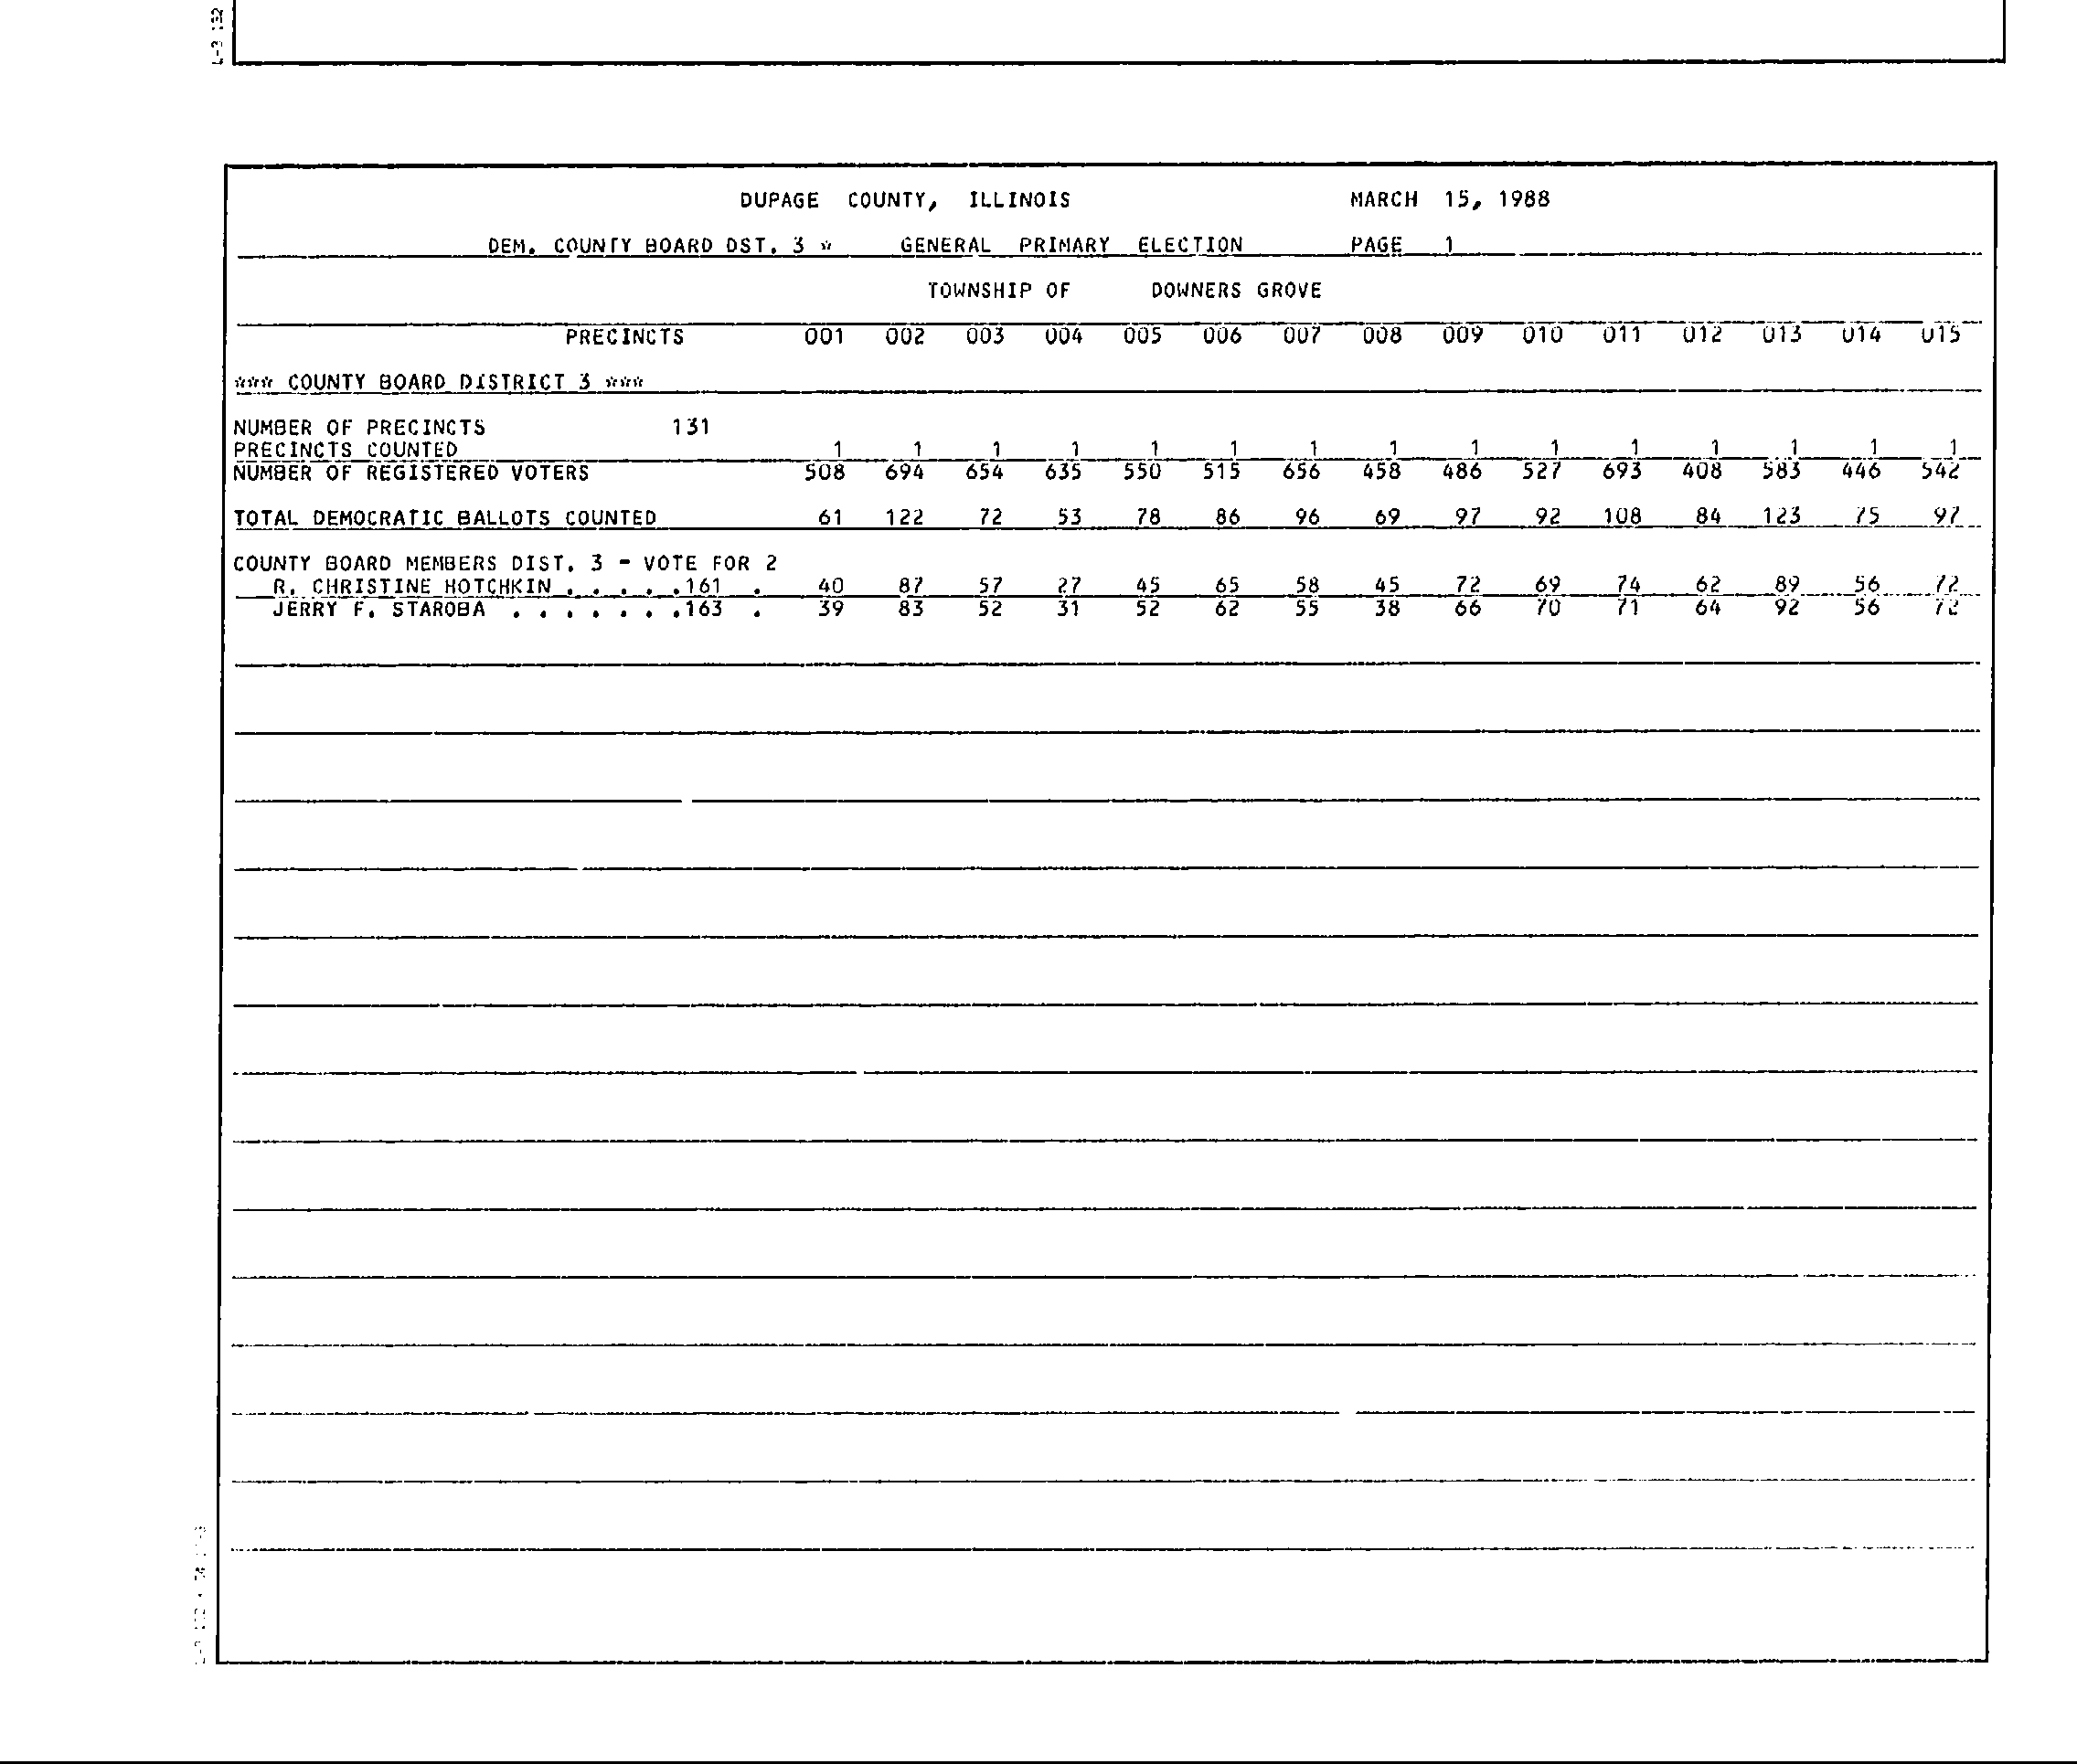 L-3 132
DUPAGE COUNTY, ILLINOIS MARCH 15, 1988
DEM. COUNTY BOARD DST. 3 * GENERAL PRIMARY ELECTION PAGE 1
TOWNSHIP OF DOWNERS GROVE
PRECINCTS 001 002 003 004 005 006 007 008 009 010 011 012 013 014 015
*** COUNTY BOARD DISTRICT 3 ***
NUMBER OF PRECINCTS 131
PRECINCTS COUNTED 1 1 1 1 1 1 1 1 1 1 1 1 1 1 1
NUMBER OF REGISTERED VOTERS 508 694 654 635 550 515 656 458 486 527 693 408 583 446 542
TOTAL DEMOCRATIC BALLOTS COUNTED 61 122 72 53 78 86 96 69 97 92 108 84 123 75 97
COUNTY BOARD MEMBERS DIST. 3 - VOTE FOR 2
R. CHRISTINE HOTCHKIN . . . . .161 . 40 87 57 27 45 65 58 45 72 69 74 62 89 56 72
JERRY F. STAROBA . . . . . . .163 . 39 83 52 31 52 62 55 38 66 70 71 64 92 56 72